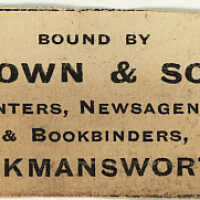 BOUND BY
OWN & SO
NTERS, NEWSAGEN
& BOOKBINDERS,
KMANSWORT